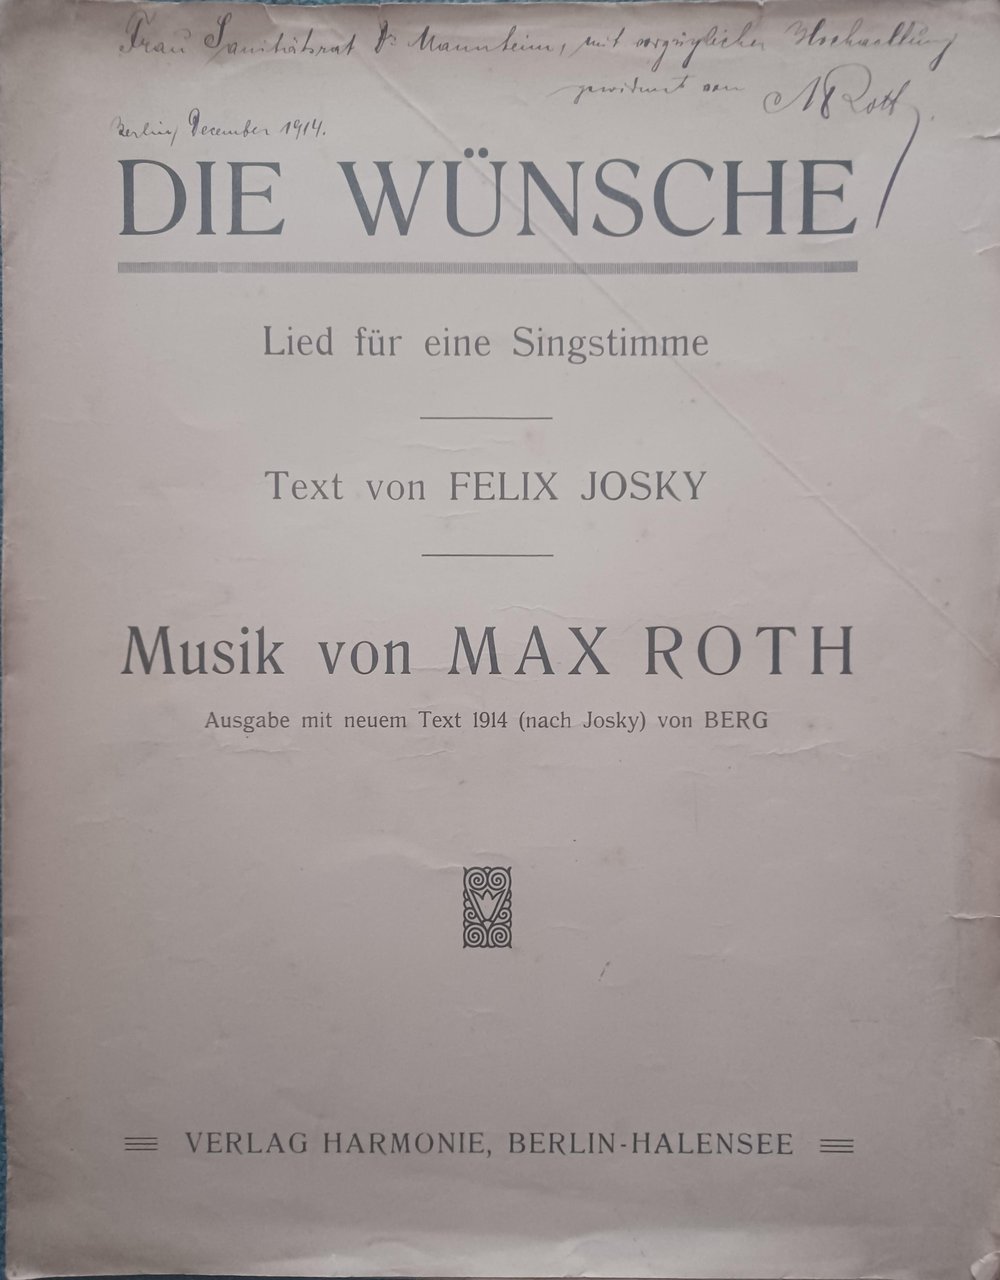 Frau Sanitätsrat Dr Mannheim, mit vorzüglicher Hochachtung
gewidmet von M Roth
Berlin, December 1914.
DIE WÜNSCHE
Lied für eine Singstimme
Text von FELIX JOSKY
Musik von MAX ROTH
Ausgabe mit neuem Text 1914 (nach Josky) von BERG
VERLAG HARMONIE, BERLIN-HALENSEE